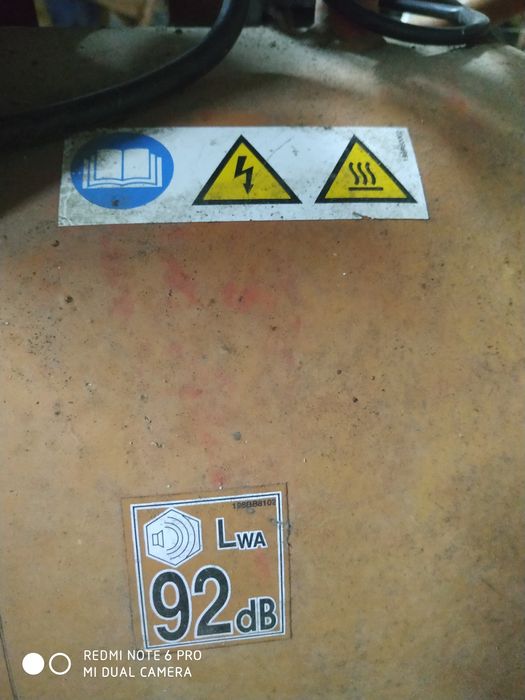 LWA
92dB
REDMI NOTE 6 PRO
MI DUAL CAMERA